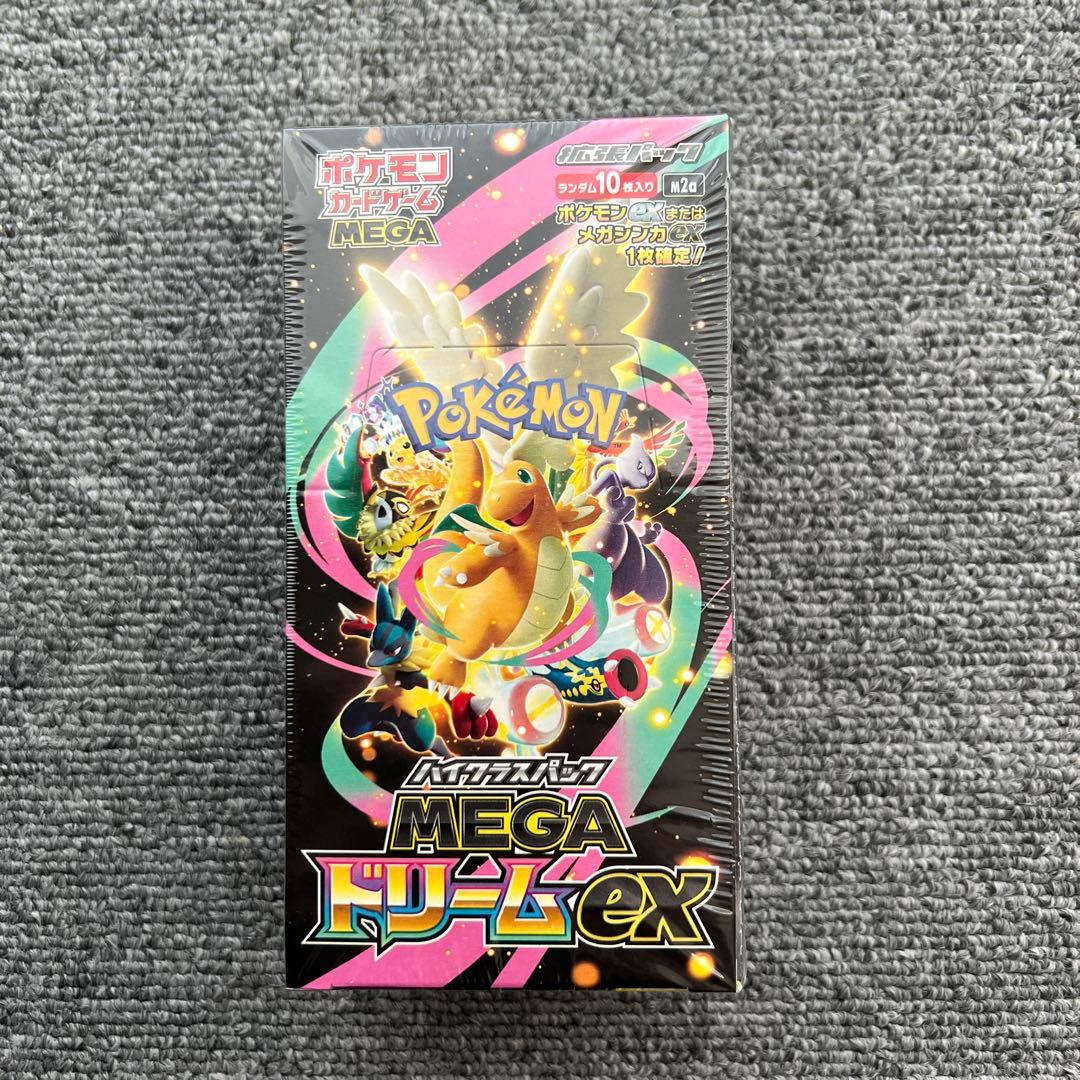 ポケモン
カードゲーム
MEGA
拡張パック
ランダム10枚入り M2a
ポケモンexまたは
メガシンカex
1枚確定!
POKÉMON
TM
ハイクラスパック
MEGA
ドリームex